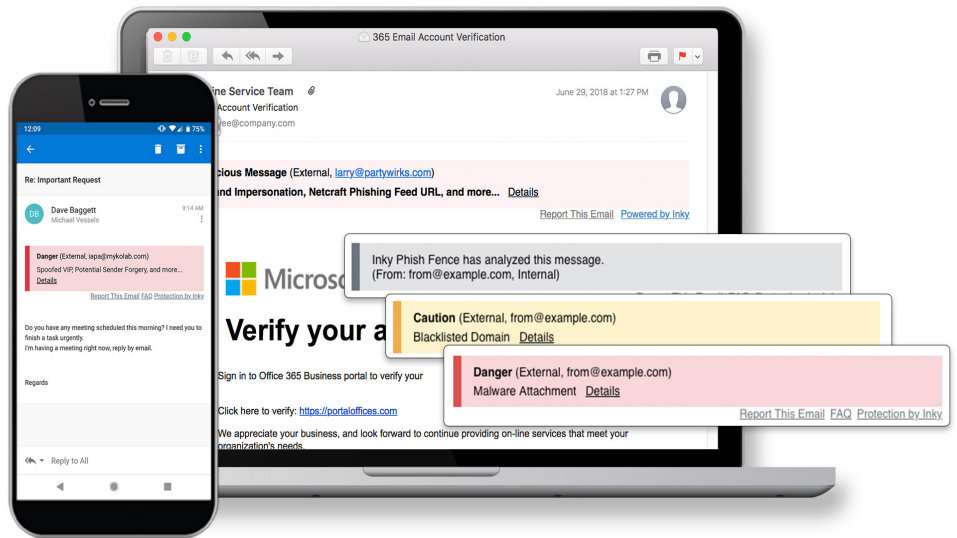 12:09
75%
Re: Important Request
DB
Dave Baggett
9:14 AM
Michael Vessels
Danger (External, iapa@mykolab.com)
Spoofed VIP, Potential Sender Forgery, and more...
Details
Report This Email FAQ Protection by Inky
Do you have any meeting scheduled this morning? I need you to
finish a task urgently.
I'm having a meeting right now, reply by email.
Regards
Reply to All
365 Email Account Verification
ine Service Team
June 29, 2018 at 1:27 PM
Account Verification
ee@company.com
cious Message (External, larry@partywirks.com)
nd Impersonation, Netcraft Phishing Feed URL, and more... Details
Report This Email Powered by Inky
Microso
Verify your a
Sign in to Office 365 Business portal to verify your
Click here to verify: https://portaloffices.com
We appreciate your business, and look forward to continue providing on-line services that meet your
organization's needs.
Inky Phish Fence has analyzed this message.
(From: from@example.com, Internal)
Caution (External, from@example.com)
Blacklisted Domain Details
Danger (External, from@example.com)
Malware Attachment Details
Report This Email FAQ Protection by Inky